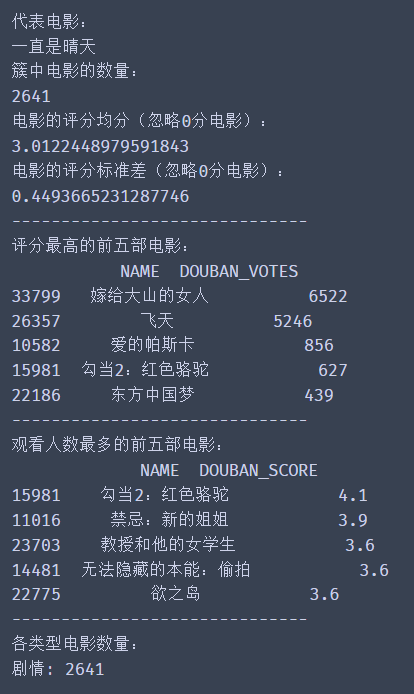 代表电影：
一直是晴天
簇中电影的数量：
2641
电影的评分均分（忽略0分电影）：
3.0122448979591843
电影的评分标准差（忽略0分电影）：
0.4493665231287746
------------------------------
评分最高的前五部电影：
NAME  DOUBAN_VOTES
33799  嫁给大山的女人  6522
26357  飞天  5246
10582  爱的帕斯卡  856
15981  勾当2：红色骆驼  627
22186  东方中国梦  439
------------------------------
观看人数最多的前五部电影：
NAME  DOUBAN_SCORE
15981  勾当2：红色骆驼  4.1
11016  禁忌：新的姐姐  3.9
23703  教授和他的女学生  3.6
14481  无法隐藏的本能：偷拍  3.6
22775  欲之岛  3.6
------------------------------
各类型电影数量：
剧情: 2641